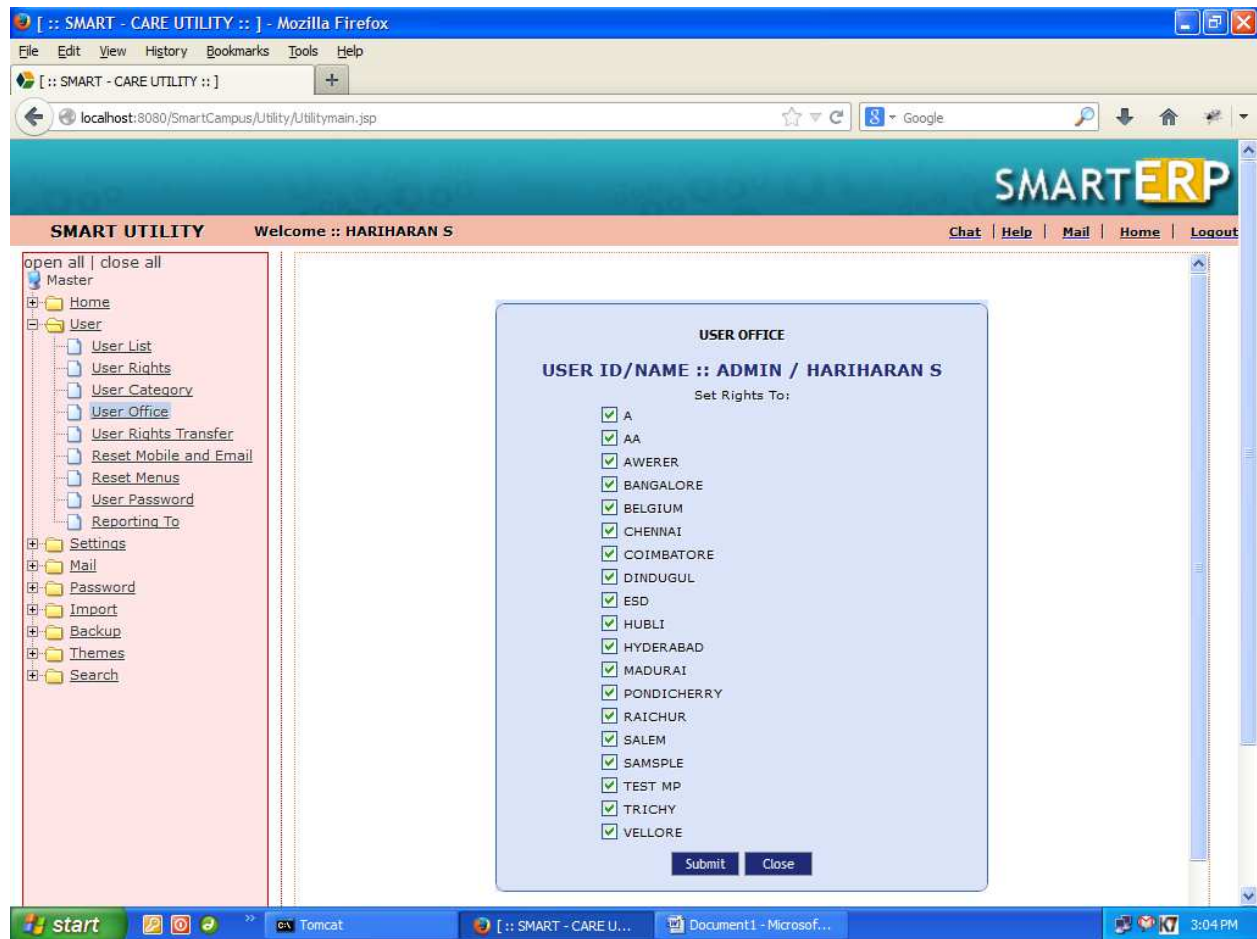 [ :: SMART - CARE UTILITY :: ] - Mozilla Firefox
File Edit View History Bookmarks Tools Help
[ :: SMART - CARE UTILITY :: ]
localhost:8080/SmartCampus/Utility/Utilitymain.jsp
Google
SMARTERP
SMART UTILITY Welcome :: HARIHARAN S Chat | Help | Mail | Home | Logout
open all | close all
Master
Home
User
User List
User Rights
User Category
User Office
User Rights Transfer
Reset Mobile and Email
Reset Menus
User Password
Reporting To
Settings
Mail
Password
Import
Backup
Themes
Search
USER OFFICE
USER ID/NAME :: ADMIN / HARIHARAN S
Set Rights To:
A
AA
AWERER
BANGALORE
BELGIUM
CHENNAI
COIMBATORE
DINDUGUL
ESD
HUBLI
HYDERABAD
MADURAI
PONDICHERRY
RAICHUR
SALEM
SAMSPLE
TEST MP
TRICHY
VELLORE
Submit Close
start Tomcat [ :: SMART - CARE U... Document1 - Microsof... 3:04 PM